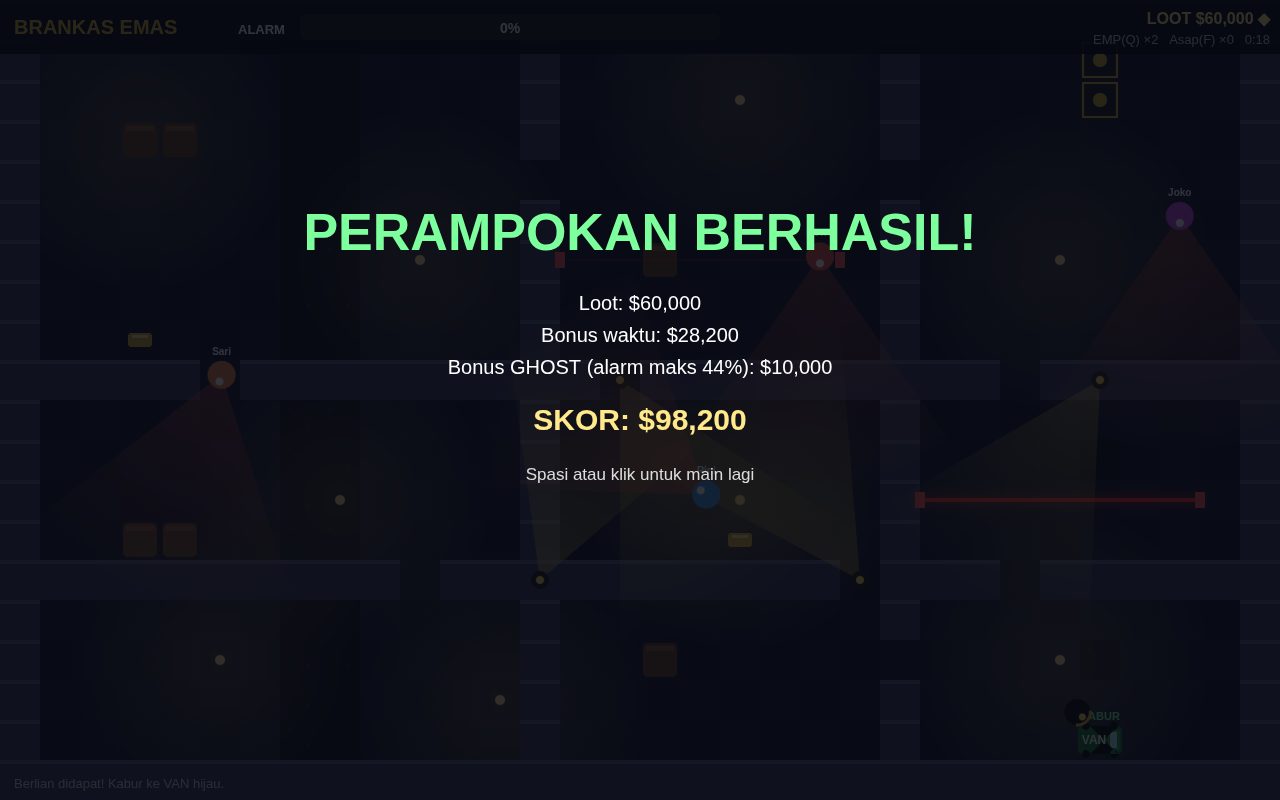 BRANKAS EMAS
ALARM
0%
LOOT $60,000 ◆
EMP(Q) ×2 Asap(F) ×0 0:18
Joko
PERAMPOKAN BERHASIL!
Loot: $60,000
Bonus waktu: $28,200
Sari
Bonus GHOST (alarm maks 44%): $10,000
SKOR: $98,200
Spasi atau klik untuk main lagi
ABUR
VAN
Berlian didapat! Kabur ke VAN hijau.